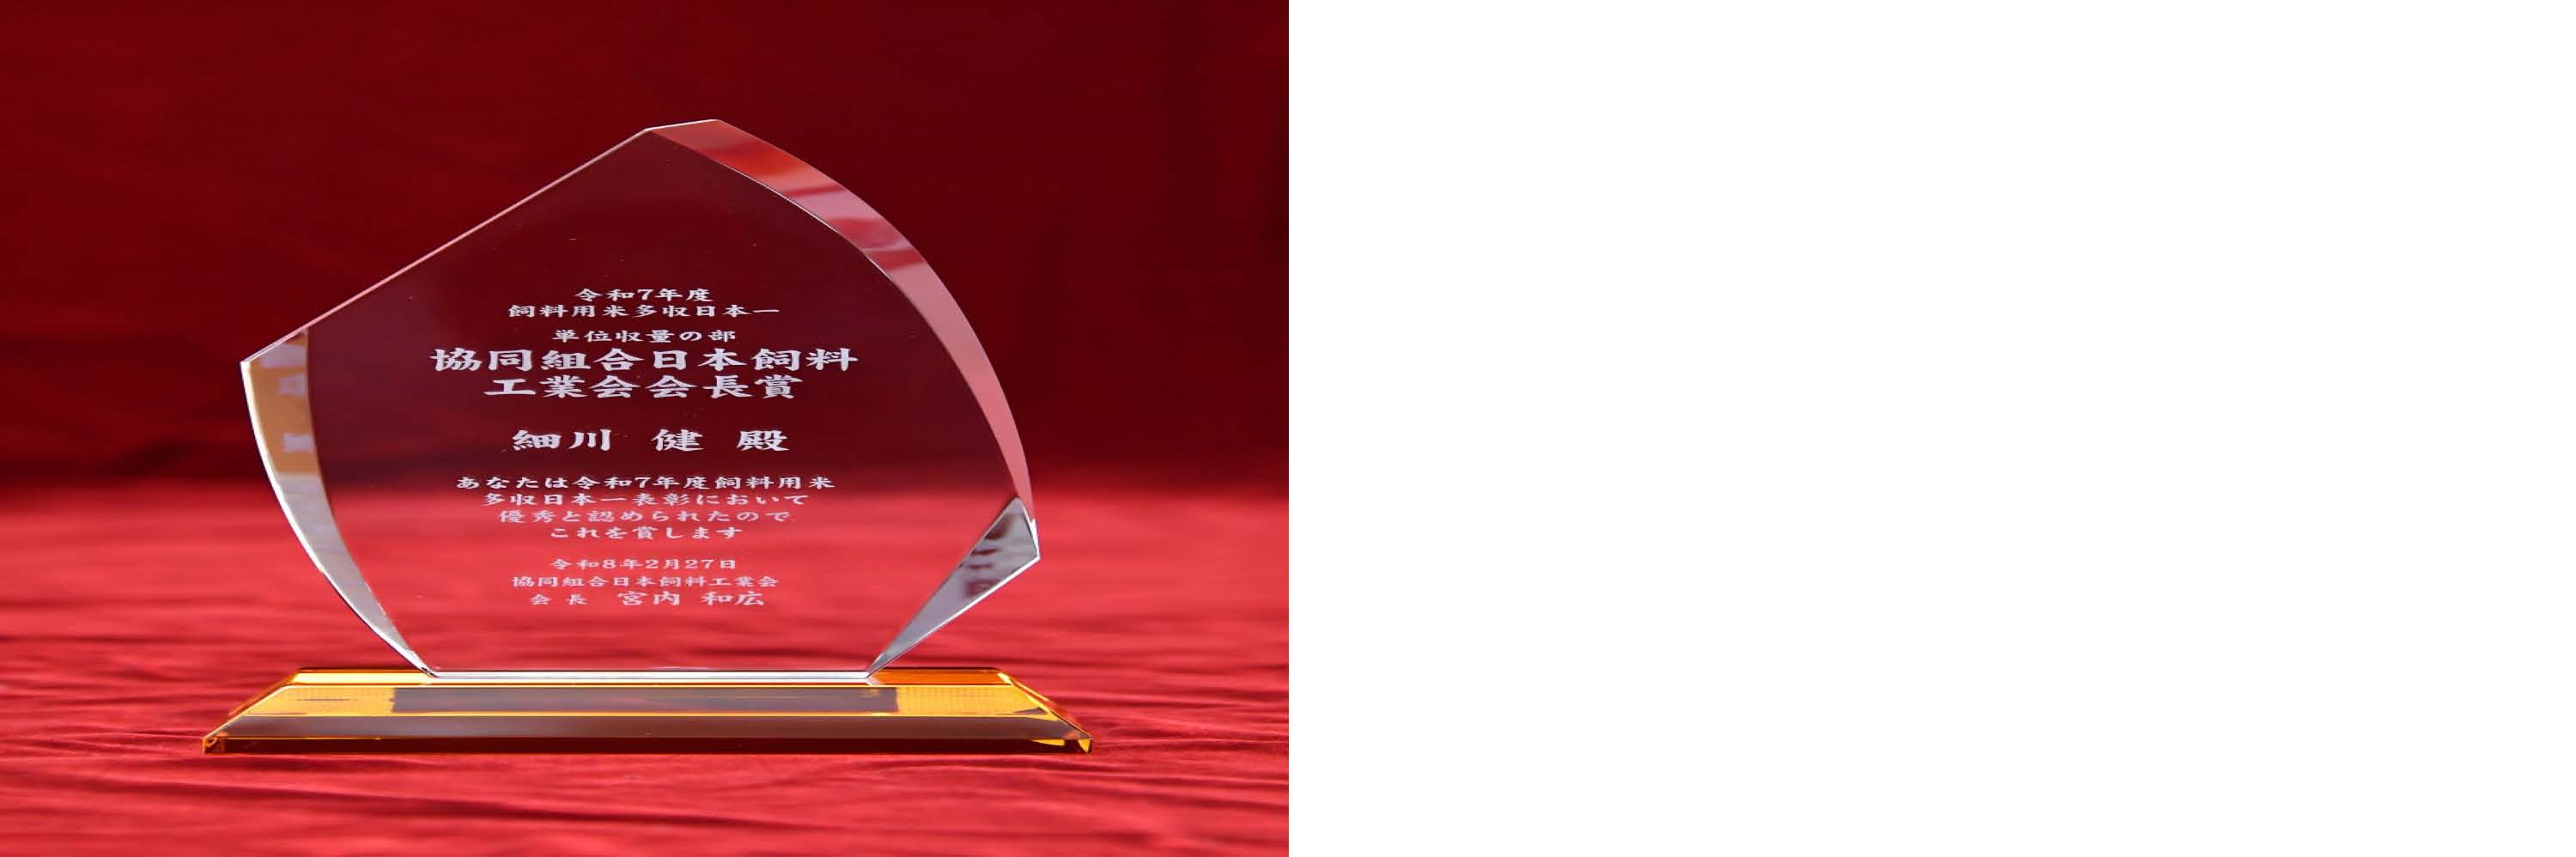 令和7年度
飼料用米多収日本一
単位収量の部
協同組合日本飼料
工業会会長賞
細川 健 殿
あなたは令和7年度飼料用米
多収日本一表彰において
優秀と認められたので
これを賞します
令和8年2月27日
協同組合日本飼料工業会
会長 宮内 和広